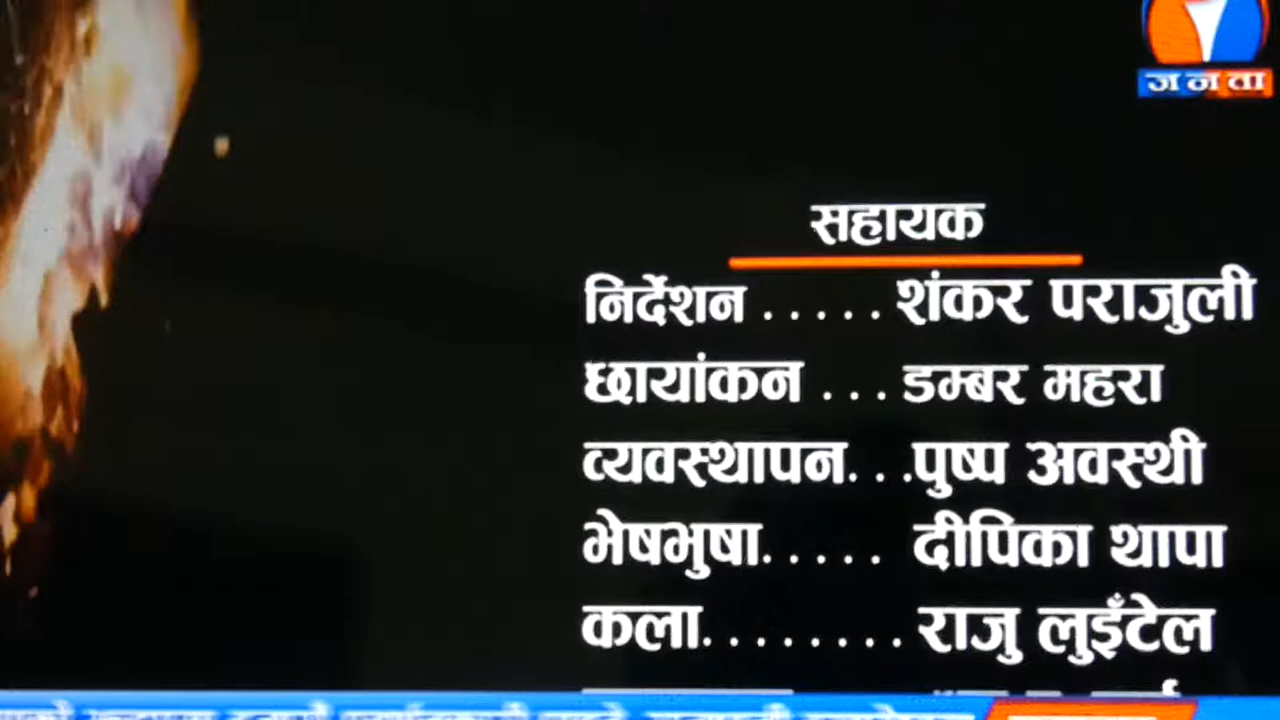 जनता
सहायक
निर्देशन ..... शंकर पराजुली
छायांकन ... डम्बर महरा
व्यवस्थापन. . .पुष्प अवस्थी
भेषभुषा..... दीपिका थापा
कला......... राजु लुइँटेल